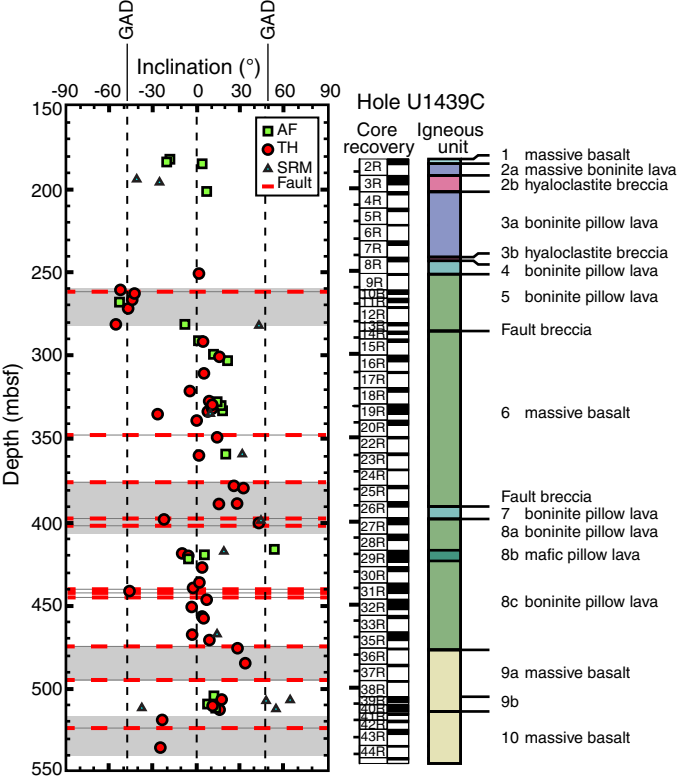 GAD
GAD
Inclination (°)
-90 -60 -30 0 30 60 90
Depth (mbsf)
150
200
250
300
350
400
450
500
550
AF
TH
SRM
Fault
Hole U1439C
Core recovery
Igneous unit
2R
3R
4R
5R
6R
7R
8R
9R
10R
11R
12R
13R
14R
15R
16R
17R
18R
19R
20R
22R
23R
24R
25R
26R
27R
28R
29R
30R
31R
32R
33R
35R
36R
37R
38R
39R
40R
41R
42R
43R
44R
1 massive basalt
2a massive boninite lava
2b hyaloclastite breccia
3a boninite pillow lava
3b hyaloclastite breccia
4 boninite pillow lava
5 boninite pillow lava
Fault breccia
6 massive basalt
Fault breccia
7 boninite pillow lava
8a boninite pillow lava
8b mafic pillow lava
8c boninite pillow lava
9a massive basalt
9b
10 massive basalt